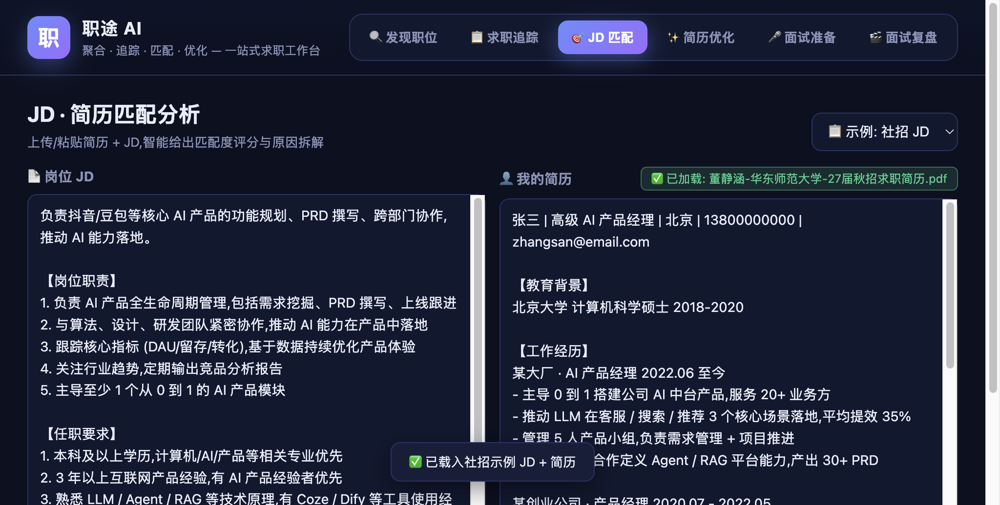 职
职途 AI
聚合 · 追踪 · 匹配 · 优化 — 一站式求职工作台
🔍 发现职位
📋 求职追踪
🎯 JD 匹配
✨ 简历优化
🎤 面试准备
🎬 面试复盘
JD · 简历匹配分析
上传/粘贴简历 + JD,智能给出匹配度评分与原因拆解
📋 示例: 社招 JD
📄 岗位 JD
负责抖音/豆包等核心 AI 产品的功能规划、PRD 撰写、跨部门协作,
推动 AI 能力落地。
【岗位职责】
1. 负责 AI 产品全生命周期管理,包括需求挖掘、PRD 撰写、上线跟进
2. 与算法、设计、研发团队紧密协作,推动 AI 能力在产品中落地
3. 跟踪核心指标 (DAU/留存/转化),基于数据持续优化产品体验
4. 关注行业趋势,定期输出竞品分析报告
5. 主导至少 1 个从 0 到 1 的 AI 产品模块
【任职要求】
1. 本科及以上学历,计算机/AI/产品等相关专业优先
2. 3 年以上互联网产品经验,有 AI 产品经验者优先
3. 熟悉 LLM / Agent / RAG 等技术原理,有 Coze / Dify 等工具使用经
👤 我的简历
✅ 已加载: 董静涵-华东师范大学-27届秋招求职简历.pdf
张三 | 高级 AI 产品经理 | 北京 | 13800000000 |
zhangsan@email.com
【教育背景】
北京大学 计算机科学硕士 2018-2020
【工作经历】
某大厂 · AI 产品经理 2022.06 至今
- 主导 0 到 1 搭建公司 AI 中台产品,服务 20+ 业务方
- 推动 LLM 在客服 / 搜索 / 推荐 3 个核心场景落地,平均提效 35%
- 管理 5 人产品小组,负责需求管理 + 项目推进
合作定义 Agent / RAG 平台能力,产出 30+ PRD
某创业公司 · 产品经理 2020.07 - 2022.05
✅ 已载入社招示例 JD + 简历